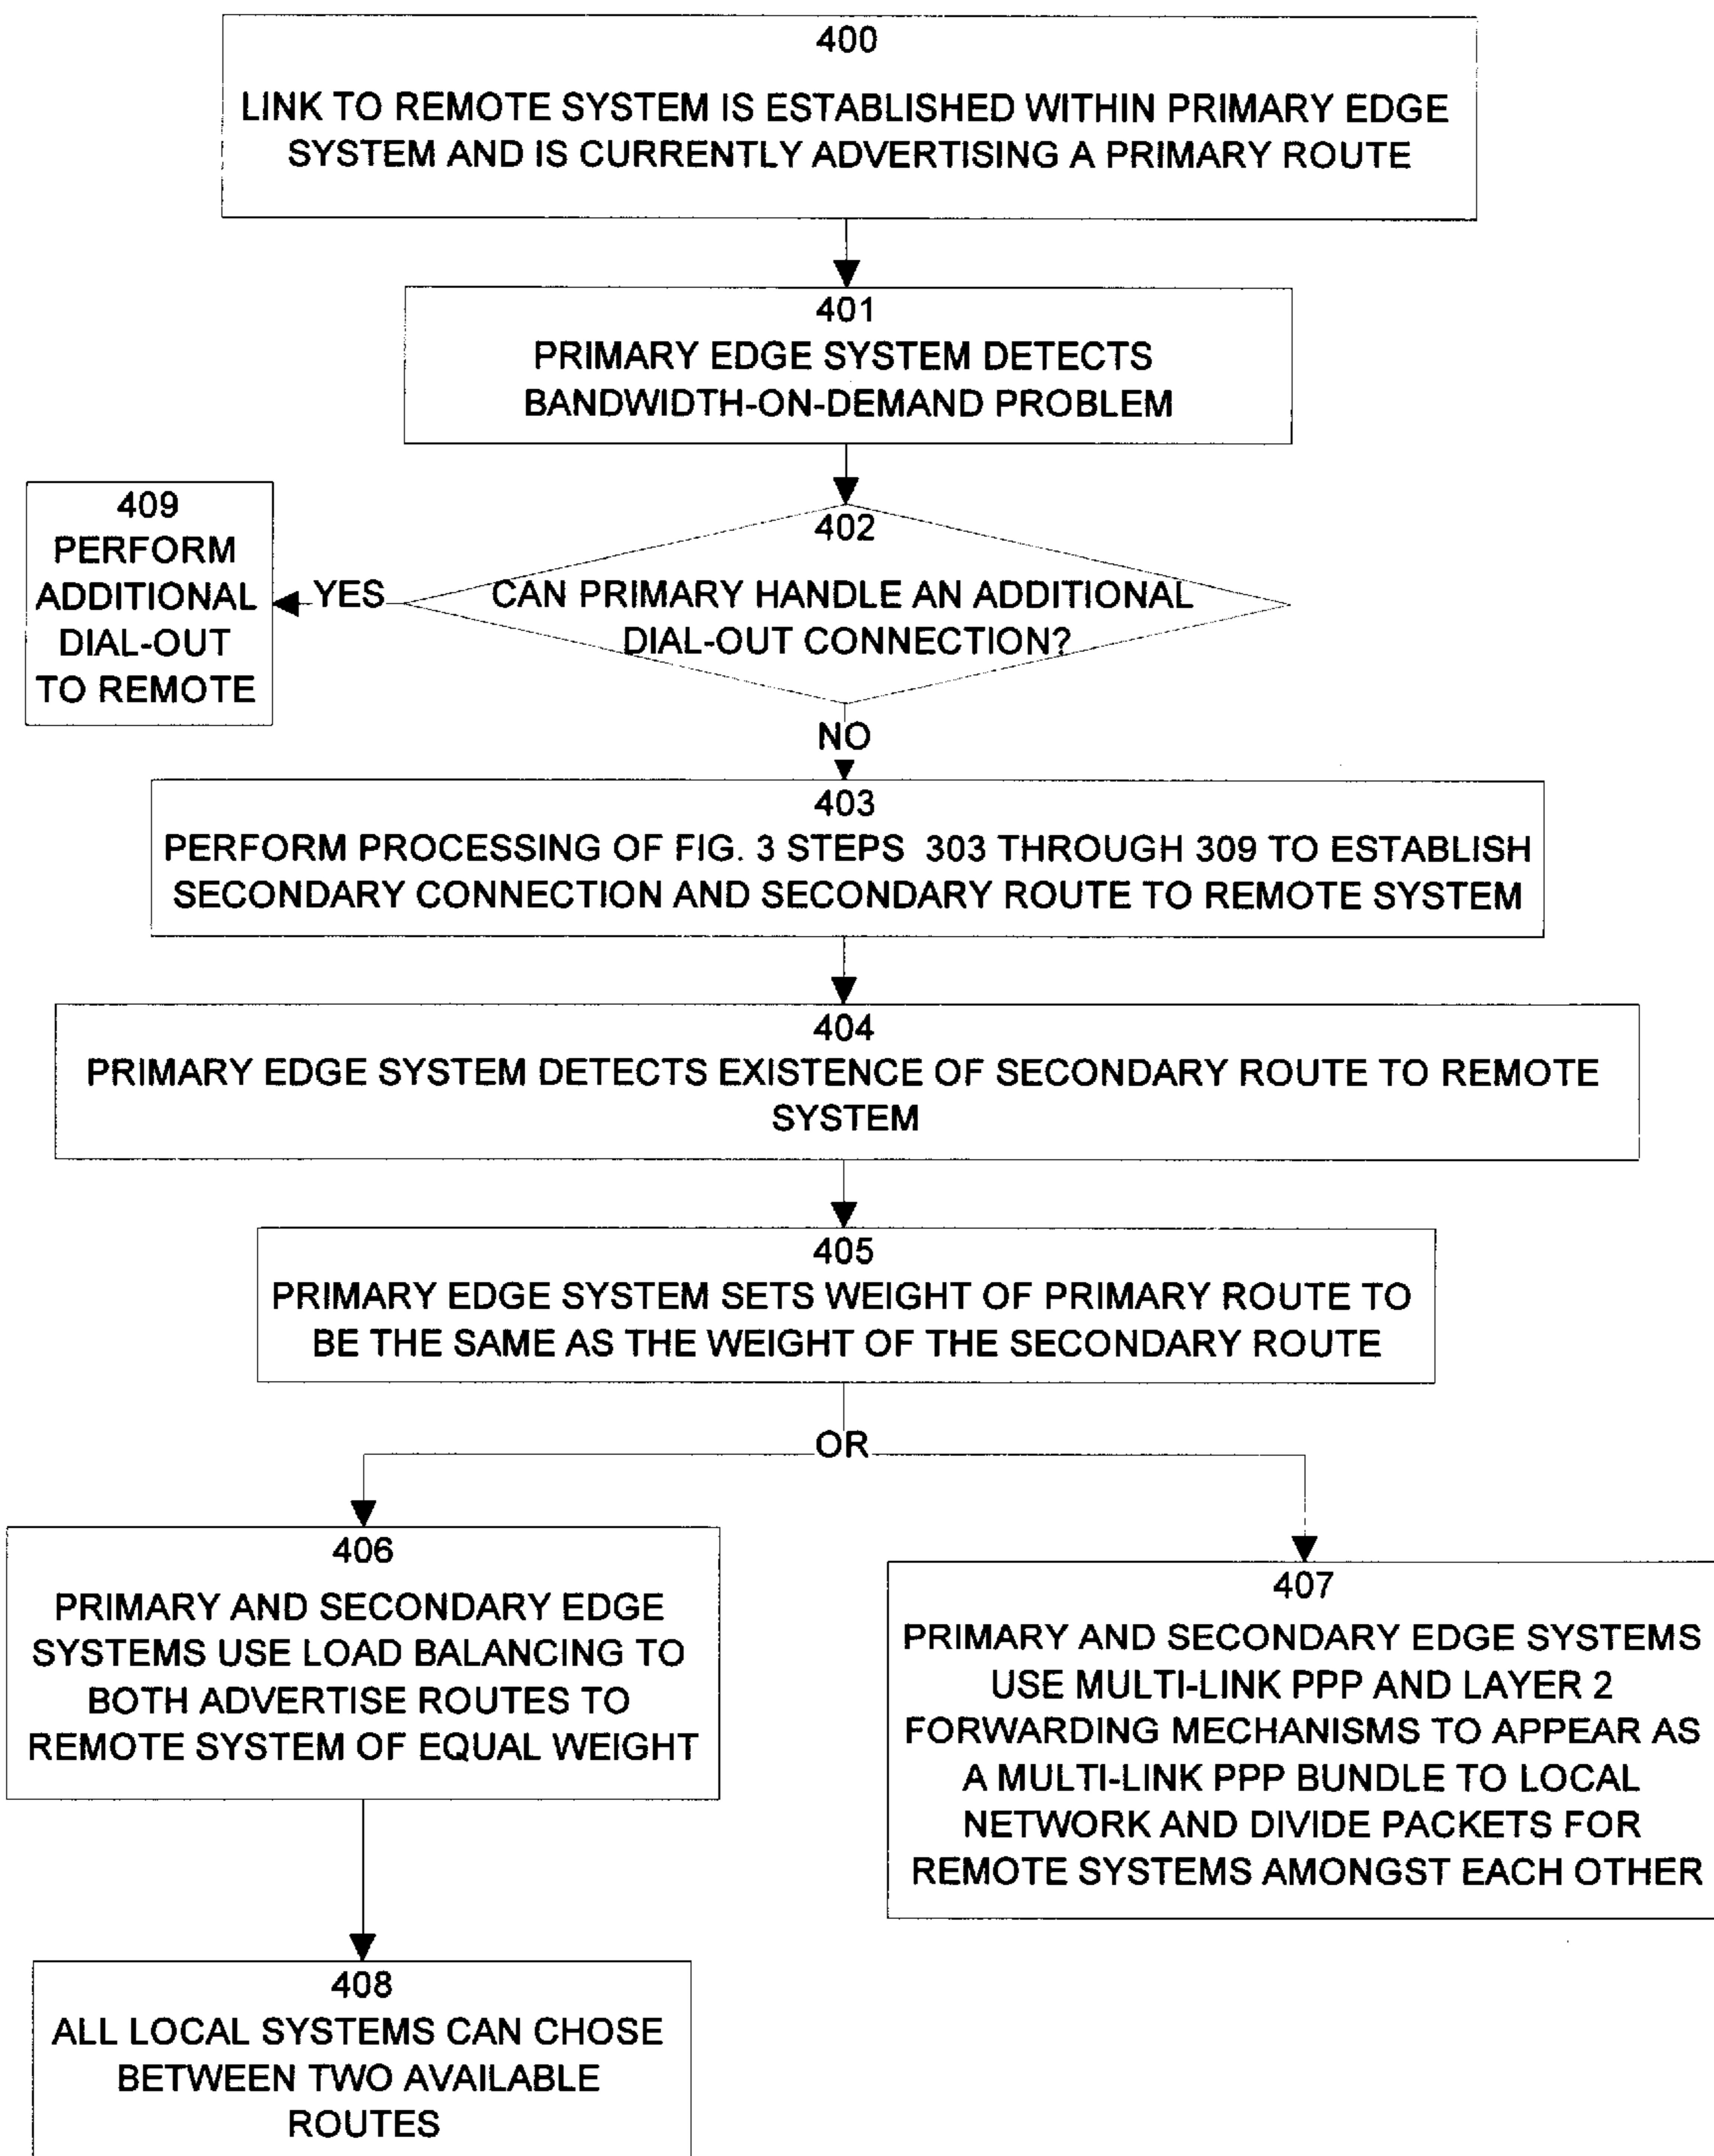 400
LINK TO REMOTE SYSTEM IS ESTABLISHED WITHIN PRIMARY EDGE
SYSTEM AND IS CURRENTLY ADVERTISING A PRIMARY ROUTE
401
PRIMARY EDGE SYSTEM DETECTS
BANDWIDTH-ON-DEMAND PROBLEM
402
CAN PRIMARY HANDLE AN ADDITIONAL
DIAL-OUT CONNECTION?
YES
409
PERFORM
ADDITIONAL
DIAL-OUT
TO REMOTE
NO
403
PERFORM PROCESSING OF FIG. 3 STEPS 303 THROUGH 309 TO ESTABLISH
SECONDARY CONNECTION AND SECONDARY ROUTE TO REMOTE SYSTEM
404
PRIMARY EDGE SYSTEM DETECTS EXISTENCE OF SECONDARY ROUTE TO REMOTE
SYSTEM
405
PRIMARY EDGE SYSTEM SETS WEIGHT OF PRIMARY ROUTE TO
BE THE SAME AS THE WEIGHT OF THE SECONDARY ROUTE
OR
406
PRIMARY AND SECONDARY EDGE
SYSTEMS USE LOAD BALANCING TO
BOTH ADVERTISE ROUTES TO
REMOTE SYSTEM OF EQUAL WEIGHT
407
PRIMARY AND SECONDARY EDGE SYSTEMS
USE MULTI-LINK PPP AND LAYER 2
FORWARDING MECHANISMS TO APPEAR AS
A MULTI-LINK PPP BUNDLE TO LOCAL
NETWORK AND DIVIDE PACKETS FOR
REMOTE SYSTEMS AMONGST EACH OTHER
408
ALL LOCAL SYSTEMS CAN CHOSE
BETWEEN TWO AVAILABLE
ROUTES